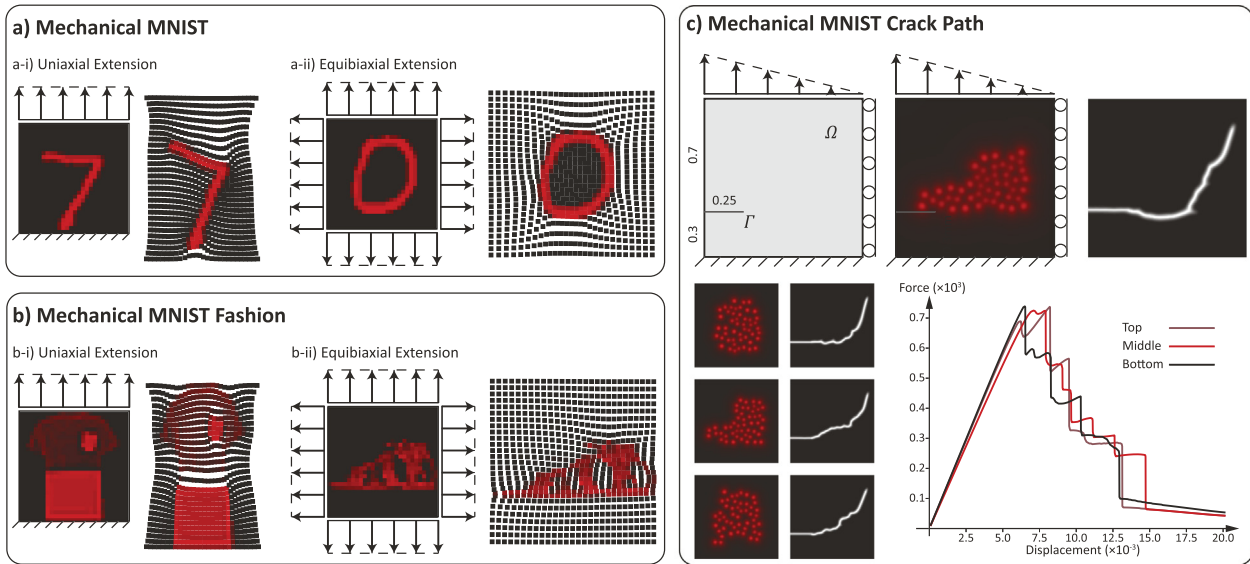 a) Mechanical MNIST
a-i) Uniaxial Extension
a-ii) Equibiaxial Extension
b) Mechanical MNIST Fashion
b-i) Uniaxial Extension
b-ii) Equibiaxial Extension
c) Mechanical MNIST Crack Path
Ω
0.7
0.25
Γ
0.3
Force (×10³)
0.7
0.6
0.5
0.4
0.3
0.2
0.1
Top
Middle
Bottom
2.5 5.0 7.5 10.0 12.5 15.0 17.5 20.0
Displacement (×10⁻³)